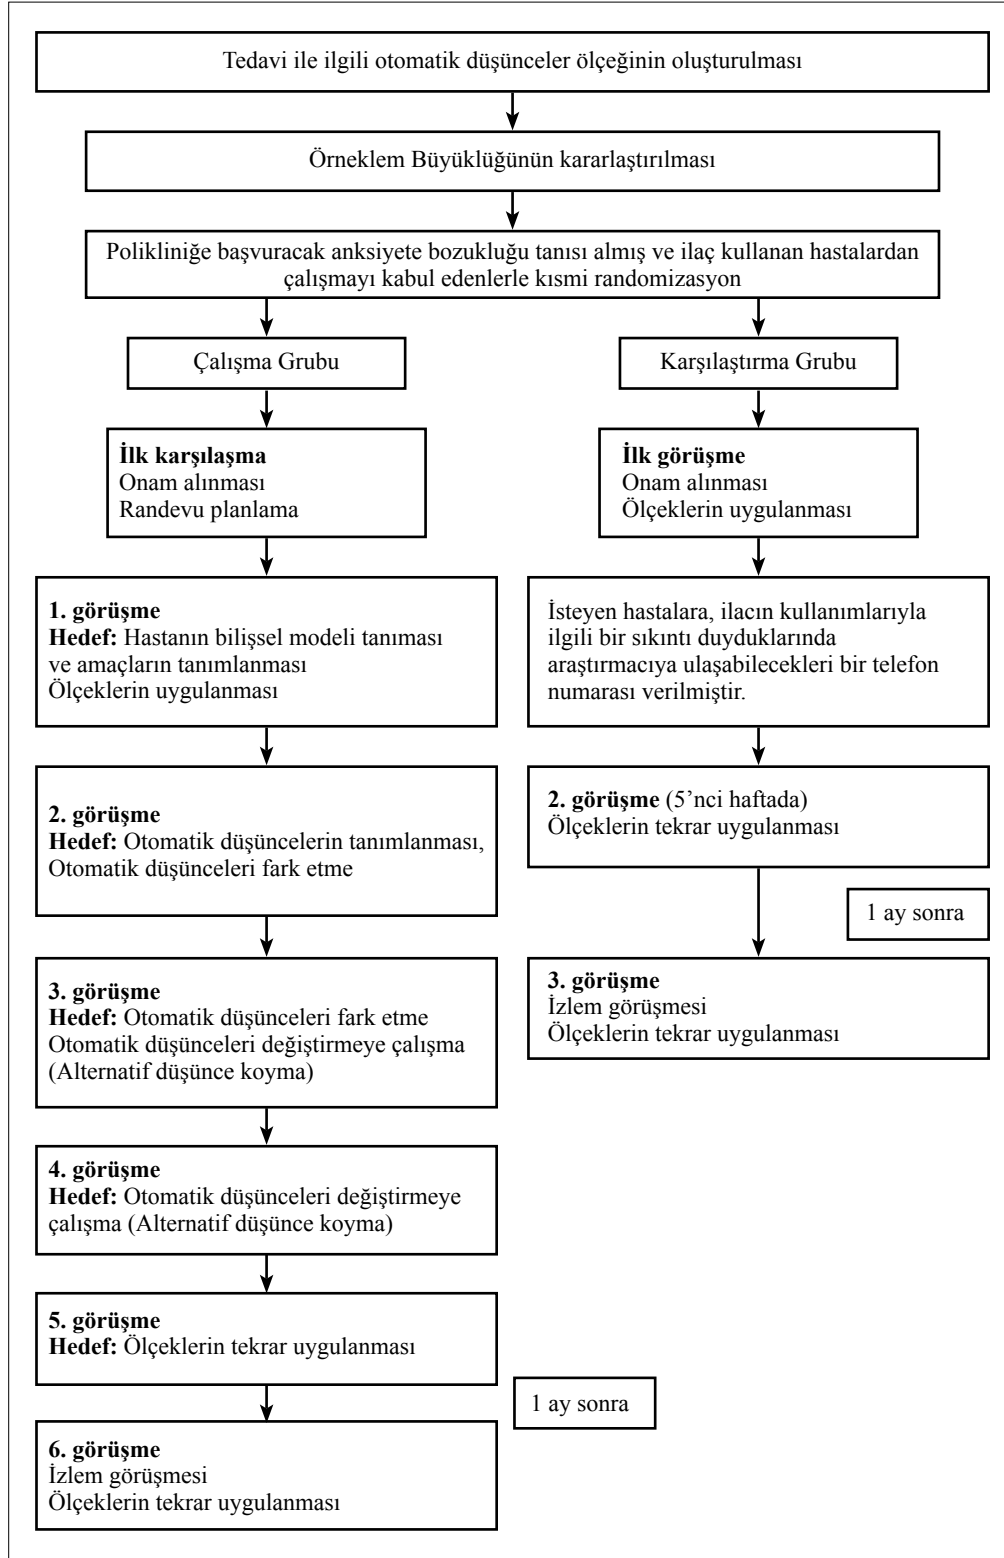 Tedavi ile ilgili otomatik düşünceler ölçeğinin oluşturulması
Örneklem Büyüklüğünün kararlaştırılması
Polikliniğe başvuracak anksiyete bozukluğu tanısı almış ve ilaç kullanan hastalardan
çalışmayı kabul edenlerle kısmi randomizasyon
Çalışma Grubu
İlk karşılaşma
Onam alınması
Randevu planlama
1. görüşme
Hedef: Hastanın bilişsel modeli tanıması
ve amaçların tanımlanması
Ölçeklerin uygulanması
2. görüşme
Hedef: Otomatik düşüncelerin tanımlanması,
Otomatik düşünceleri fark etme
3. görüşme
Hedef: Otomatik düşünceleri fark etme
Otomatik düşünceleri değiştirmeye çalışma
(Alternatif düşünce koyma)
4. görüşme
Hedef: Otomatik düşünceleri değiştirmeye
çalışma (Alternatif düşünce koyma)
5. görüşme
Hedef: Ölçeklerin tekrar uygulanması
1 ay sonra
6. görüşme
İzlem görüşmesi
Ölçeklerin tekrar uygulanması
Karşılaştırma Grubu
İlk görüşme
Onam alınması
Ölçeklerin uygulanması
İsteyen hastalara, ilacın kullanımlarıyla
ilgili bir sıkıntı duyduklarında
araştırmacıya ulaşabilecekleri bir telefon
numarası verilmiştir.
2. görüşme (5’nci haftada)
Ölçeklerin tekrar uygulanması
1 ay sonra
3. görüşme
İzlem görüşmesi
Ölçeklerin tekrar uygulanması